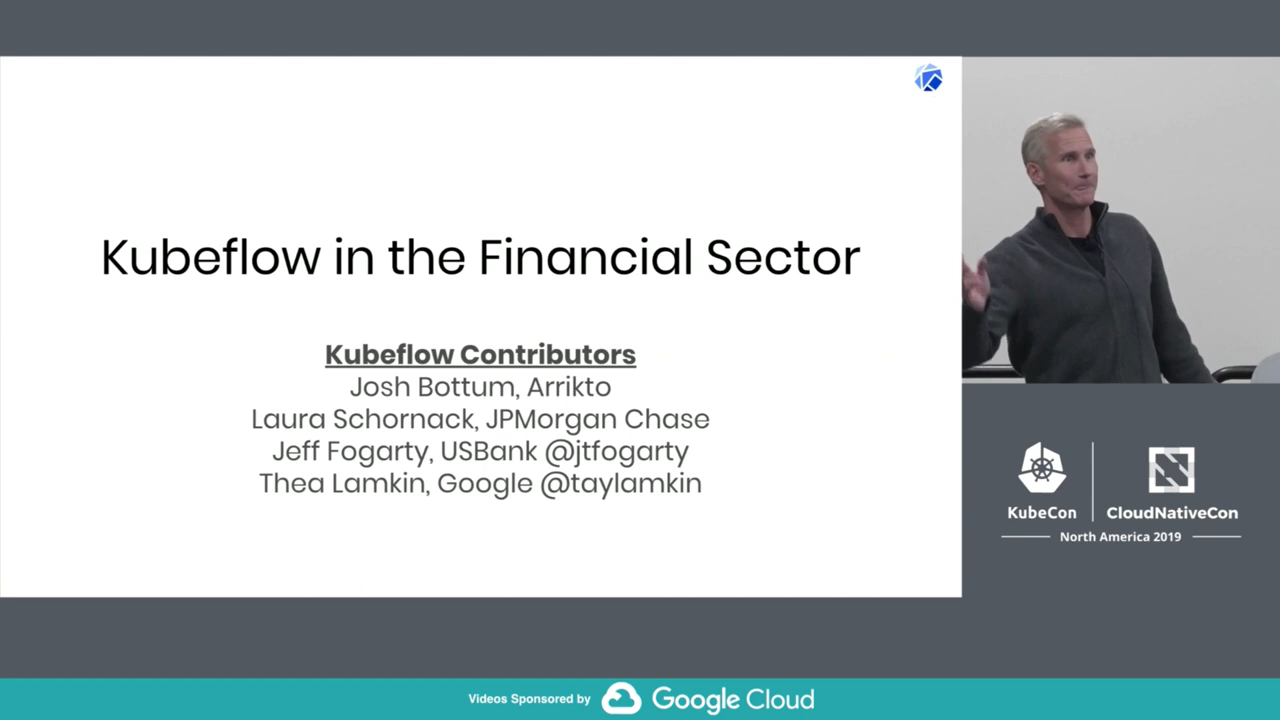 Kubeflow in the Financial Sector
Kubeflow Contributors
Josh Bottum, Arrikto
Laura Schornack, JPMorgan Chase
Jeff Fogarty, USBank @jtfogarty
Thea Lamkin, Google @taylamkin
KubeCon
CloudNativeCon
North America 2019
Videos Sponsored by
Google Cloud